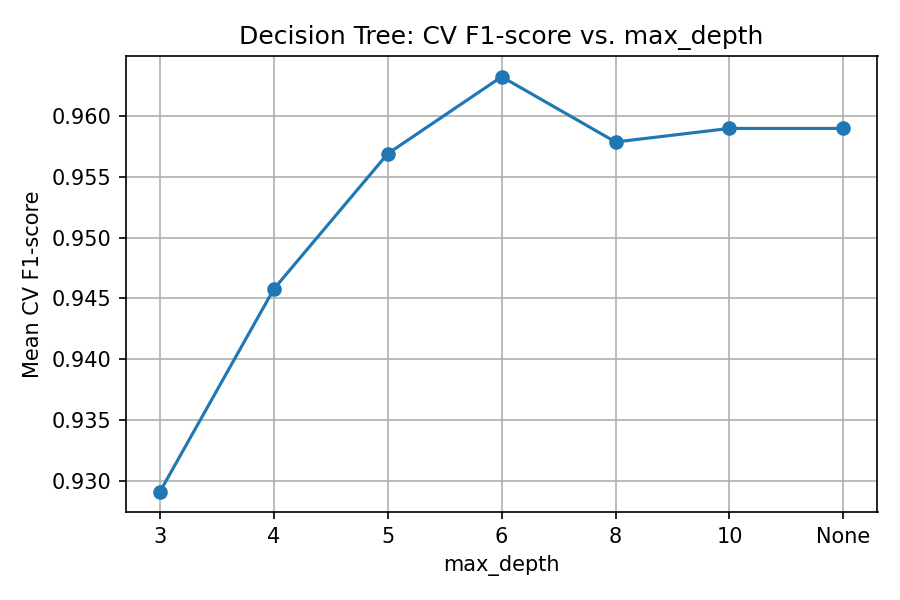 Decision Tree: CV F1-score vs. max_depth
Mean CV F1-score
0.960
0.955
0.950
0.945
0.940
0.935
0.930
3 4 5 6 8 10 None
max_depth